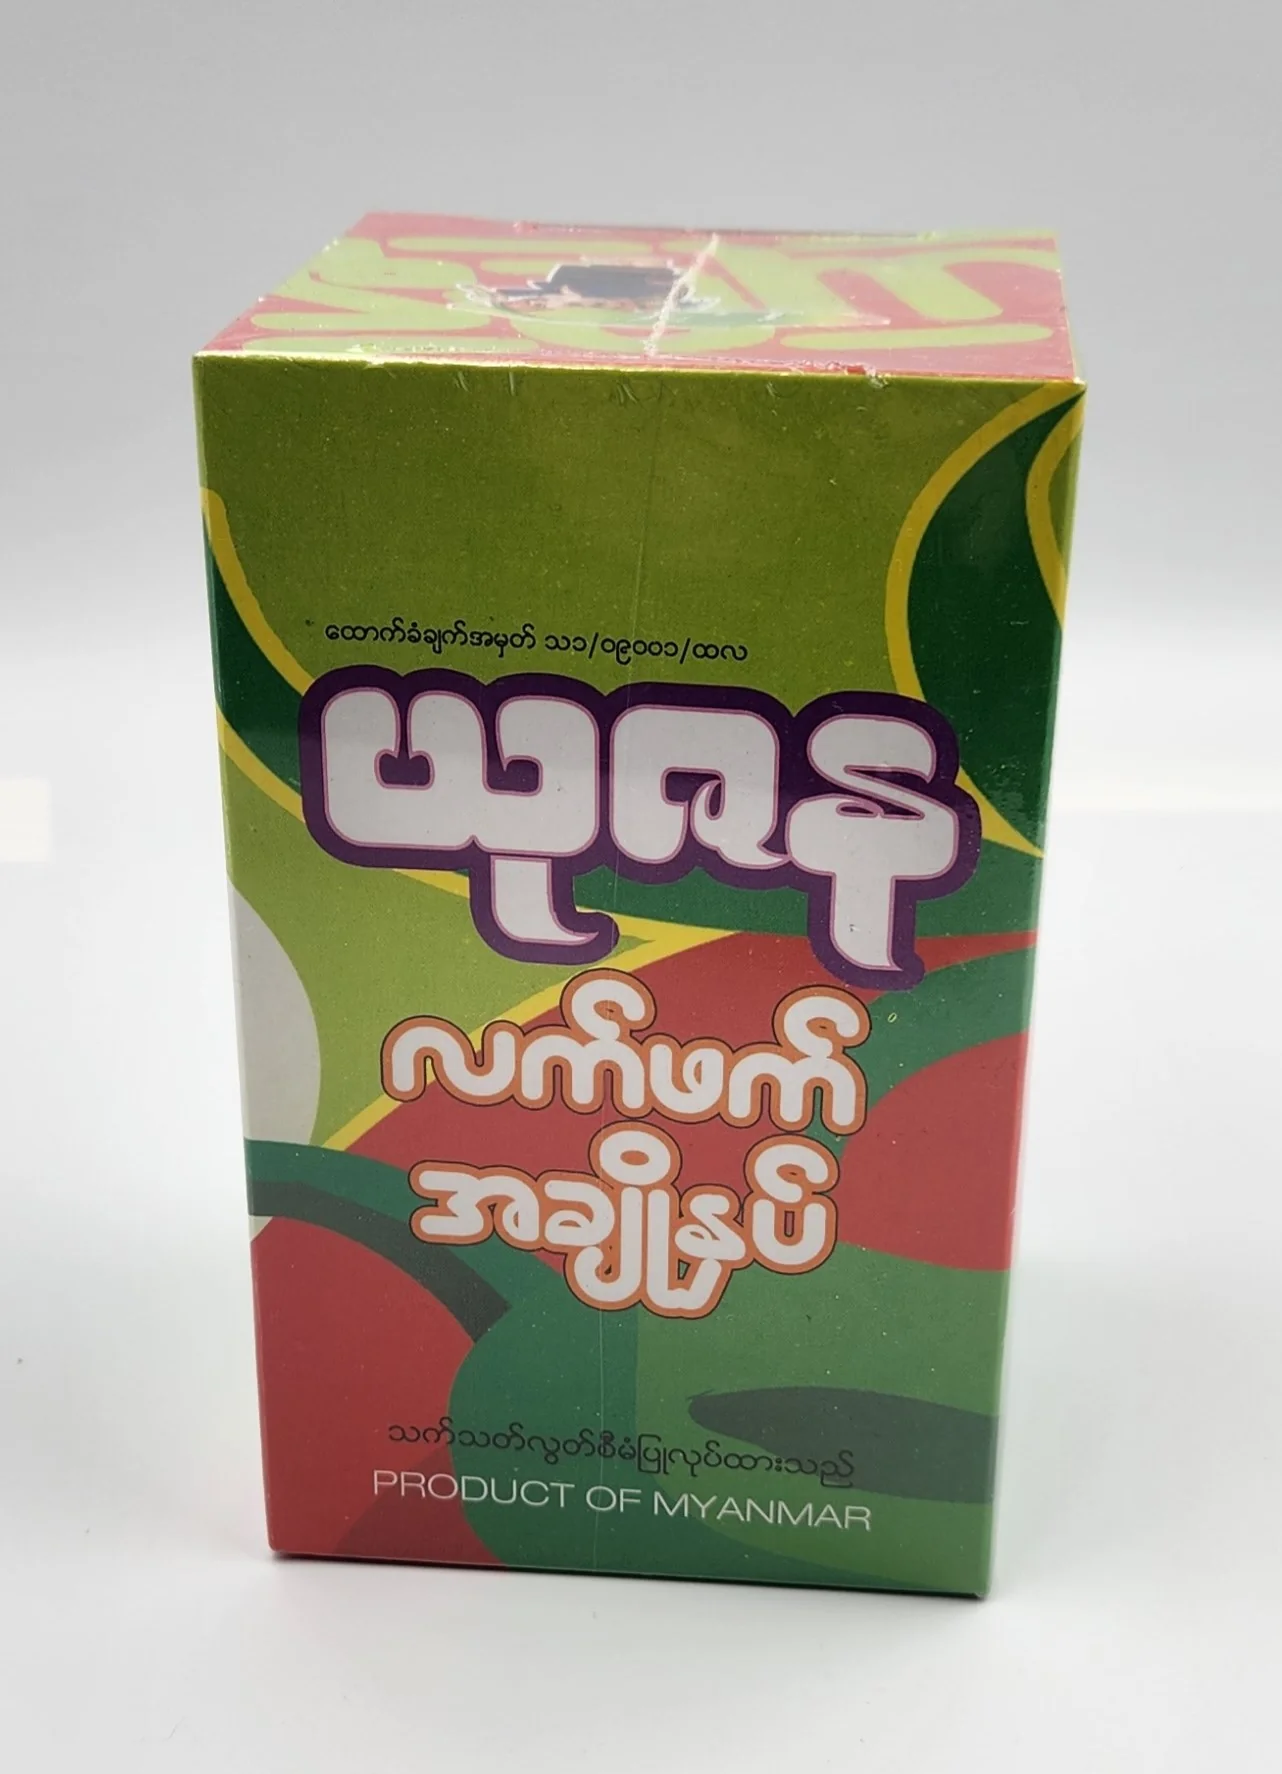 ထောက်ခံချက်အမှတ် သ၁/၀၉၀၀၁/ထလ
ယုဇန
လက်ဖက်
အချိုနှပ်
သက်သတ်လွတ်စီမံပြုလုပ်ထားသည်
PRODUCT OF MYANMAR